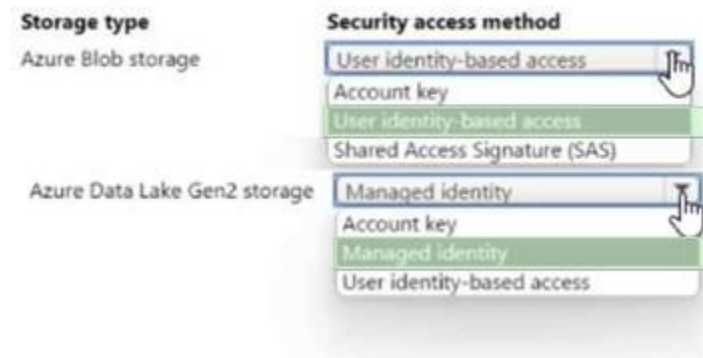 Storage type Security access method
Azure Blob storage User identity-based access
Account key
User identity-based access
Shared Access Signature (SAS)
Azure Data Lake Gen2 storage Managed identity
Account key
Managed identity
User identity-based access